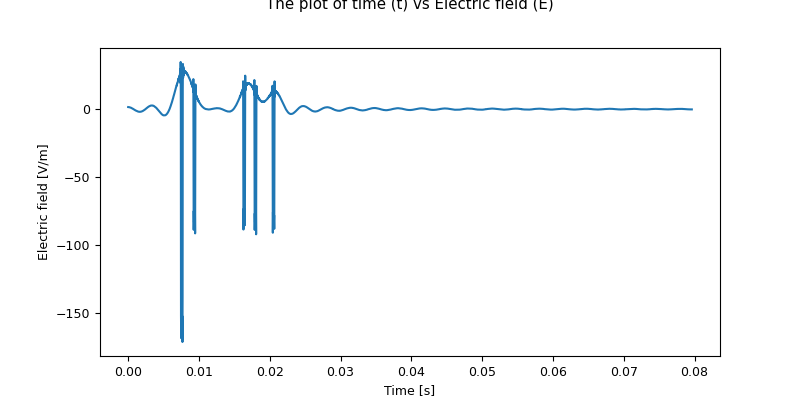 The plot of time (t) vs Electric field (E)
Electric field [V/m]
0
−50
−100
−150
0.00 0.01 0.02 0.03 0.04 0.05 0.06 0.07 0.08
Time [s]